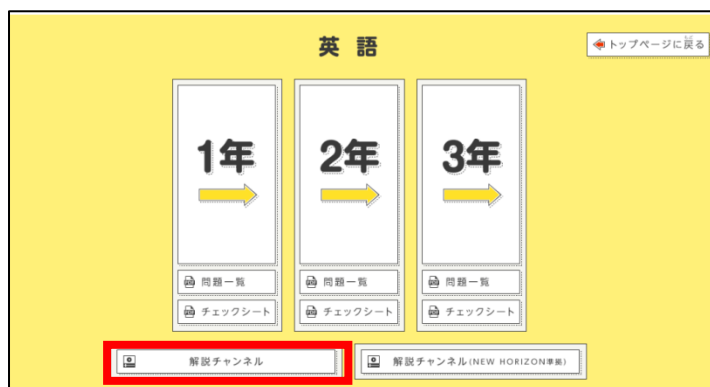 英語
トップページに戻る
1年
2年
3年
問題一覧
問題一覧
問題一覧
チェックシート
チェックシート
チェックシート
解説チャンネル
解説チャンネル(NEW HORIZON準拠)